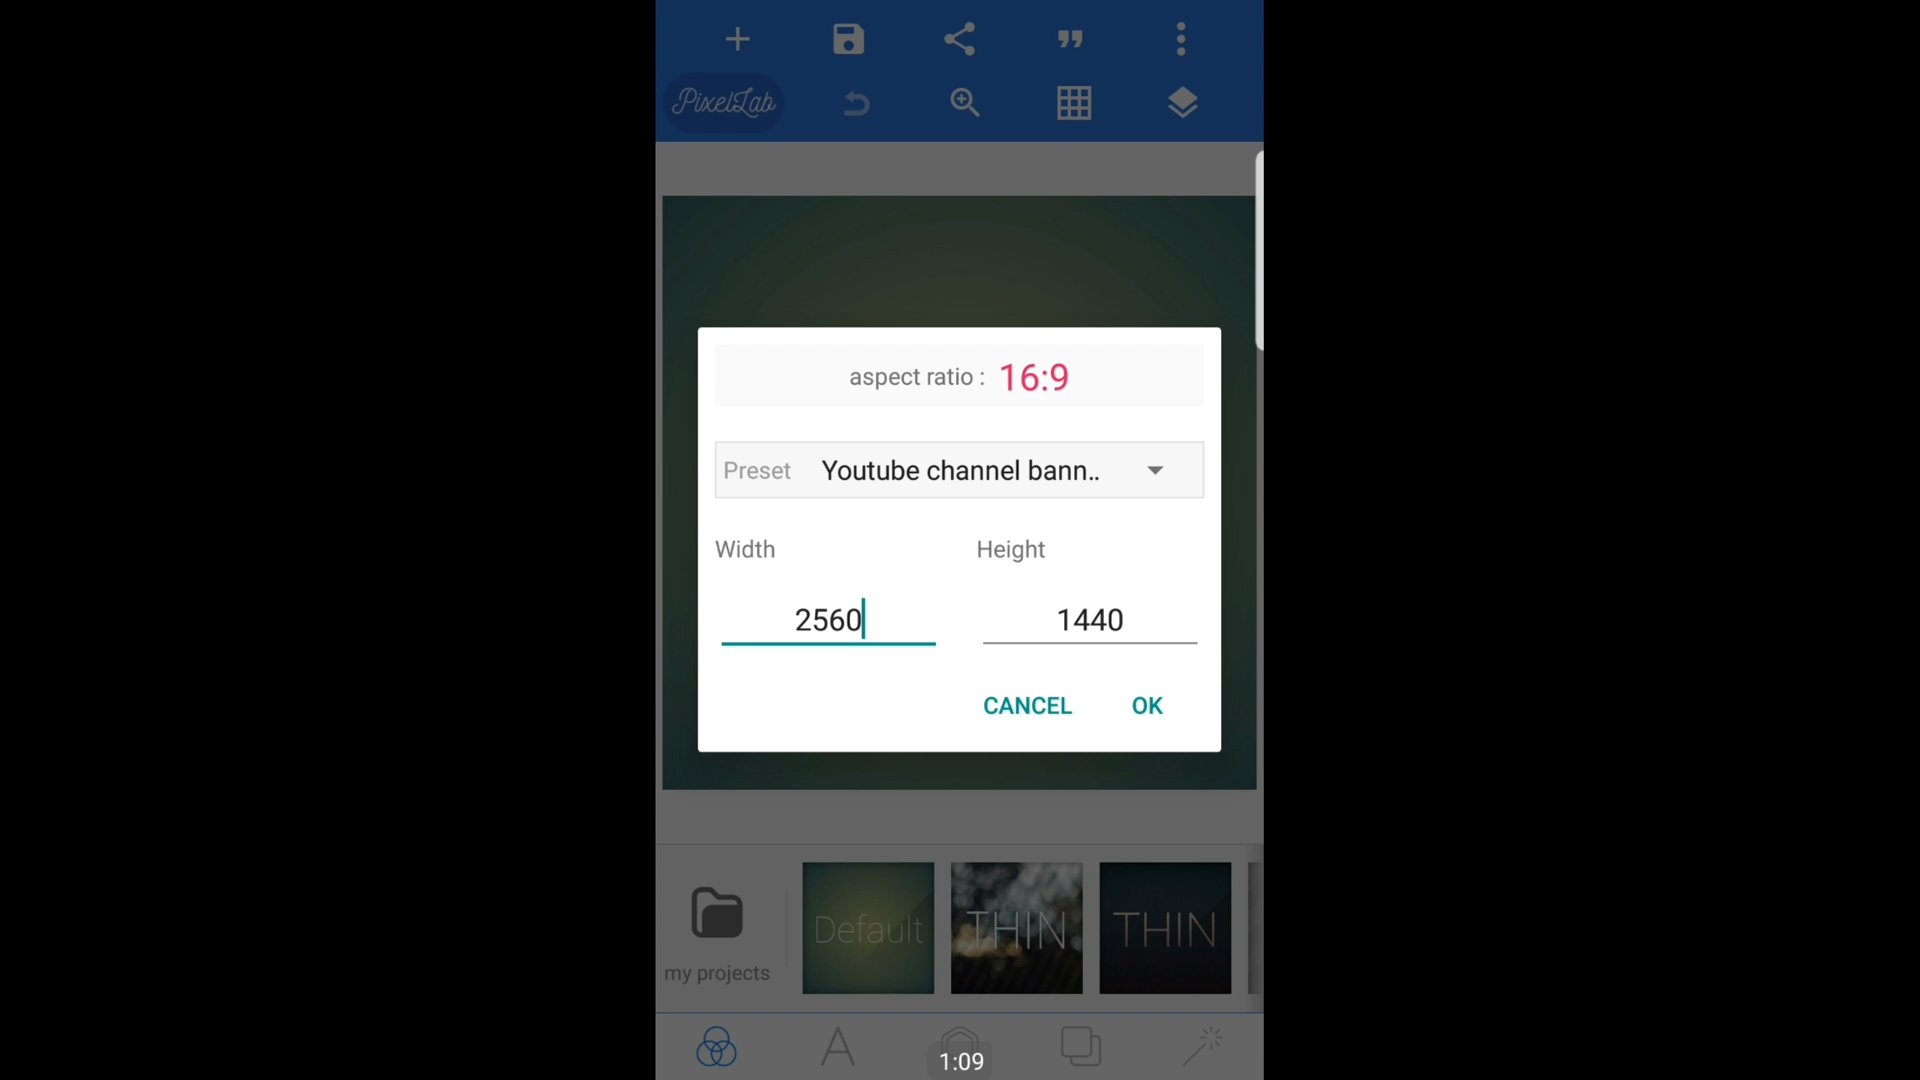 PixelLab
aspect ratio : 16:9
Preset Youtube channel bann..
Width Height
2560 1440
CANCEL OK
my projects
Default
THIN
THIN
A
1:09